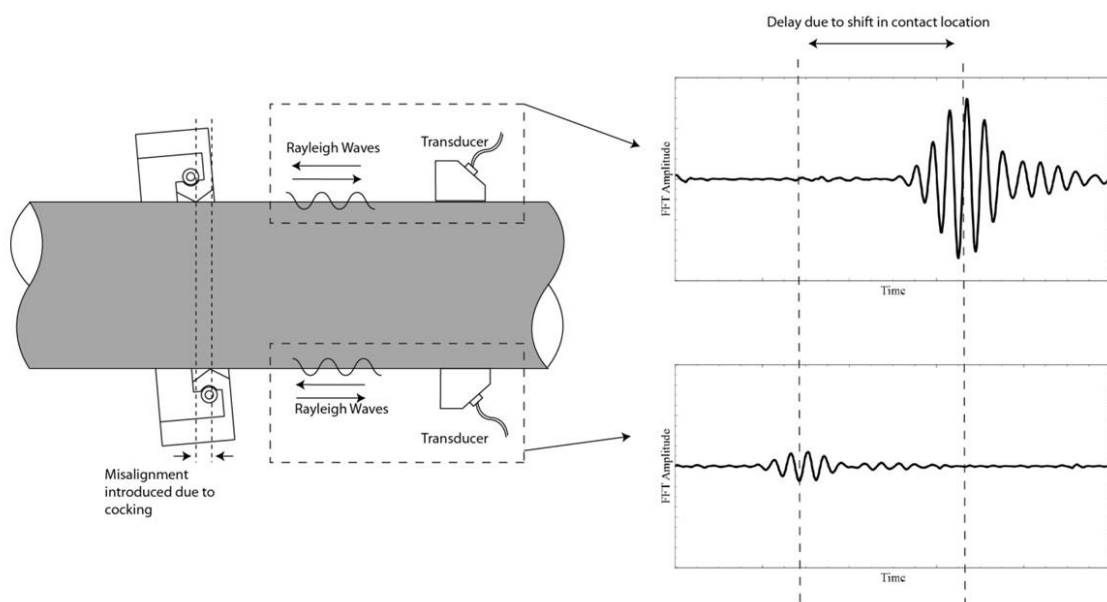 Delay due to shift in contact location
Transducer
Rayleigh Waves
FFT Amplitude
Time
Rayleigh Waves
Transducer
Misalignment
introduced due to
cocking
FFT Amplitude
Time